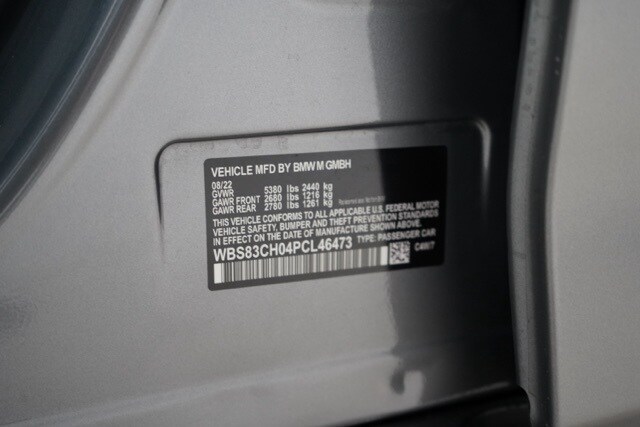 VEHICLE MFD BY BMW M GMBH
08/22
GVWR 5380 lbs 2440 kg
GAWR FRONT 2680 lbs 1216 kg
GAWR REAR 2780 lbs 1261 kg
THIS VEHICLE CONFORMS TO ALL APPLICABLE U.S. FEDERAL MOTOR
VEHICLE SAFETY, BUMPER AND THEFT PREVENTION STANDARDS
IN EFFECT ON THE DATE OF MANUFACTURE SHOWN ABOVE.
WBS83CH04PCL46473 TYPE: PASSENGER CAR